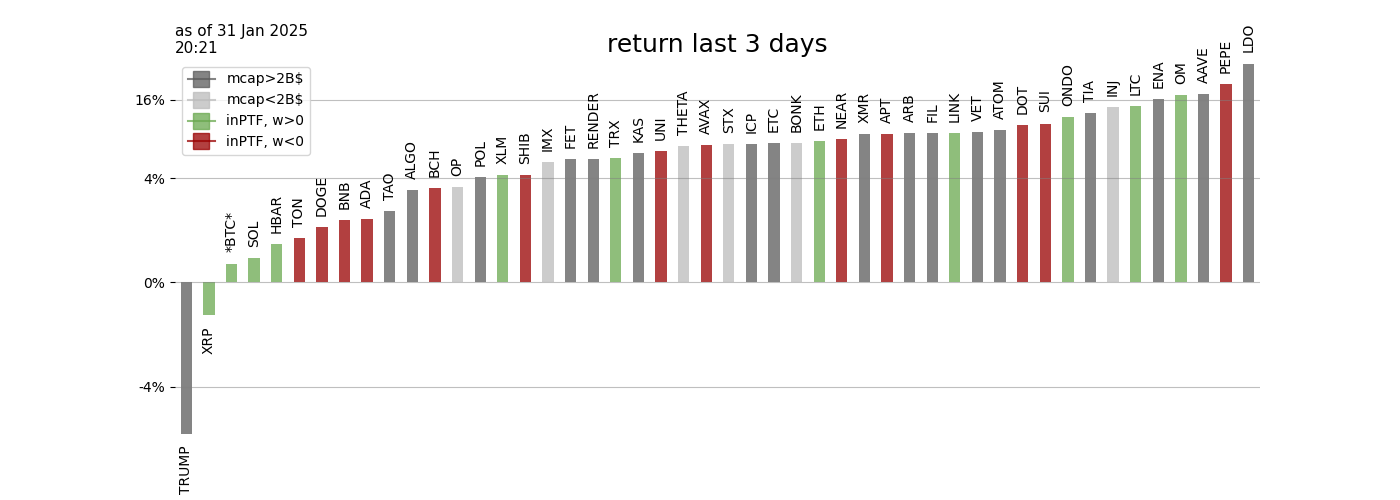 as of 31 Jan 2025
20:21
return last 3 days
mcap>2B$
mcap<2B$
inPTF, w>0
inPTF, w<0
16%
4%
0%
-4%
TRUMP
XRP
*BTC*
SOL
HBAR
TON
DOGE
BNB
ADA
TAO
ALGO
BCH
OP
POL
XLM
SHIB
IMX
FET
RENDER
TRX
KAS
UNI
THETA
AVAX
STX
ICP
ETC
BONK
ETH
NEAR
XMR
APT
ARB
FIL
LINK
VET
ATOM
DOT
SUI
ONDO
TIA
INJ
LTC
ENA
OM
AAVE
PEPE
LDO